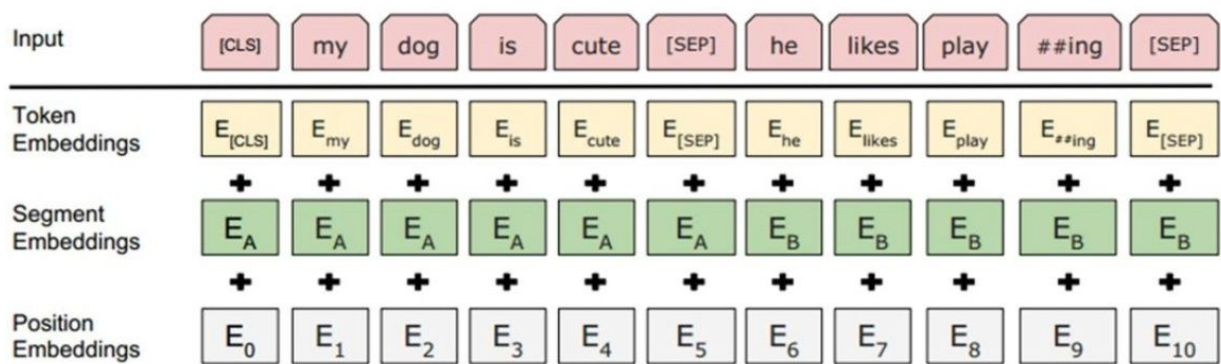 Input [CLS] my dog is cute [SEP] he likes play ##ing [SEP]
Token Embeddings E[CLS] Emy Edog Eis Ecute E[SEP] Ehe Elikes Eplay E##ing E[SEP]
+ + + + + + + + + + +
Segment Embeddings EA EA EA EA EA EA EB EB EB EB EB
+ + + + + + + + + + +
Position Embeddings E0 E1 E2 E3 E4 E5 E6 E7 E8 E9 E10